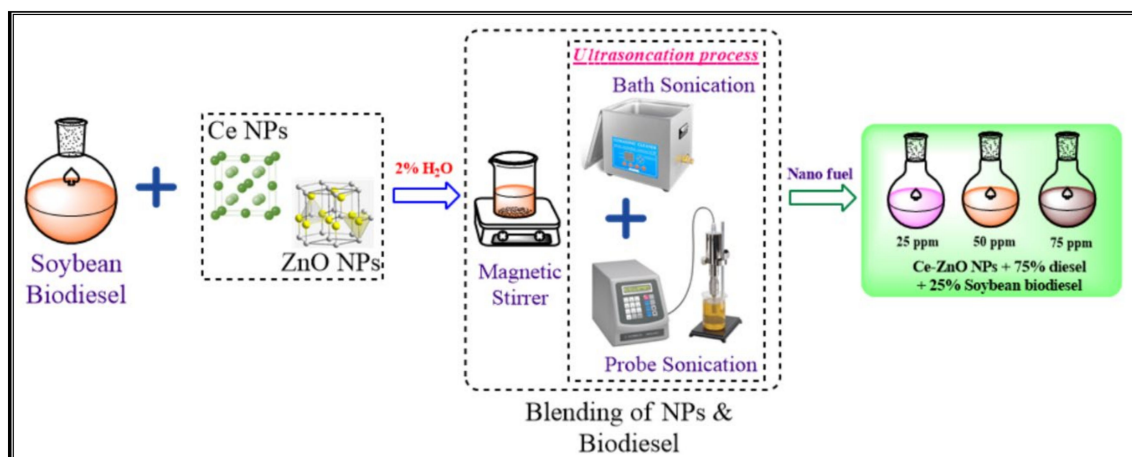 Soybean
Biodiesel
Ce NPs
ZnO NPs
2% H₂O
Magnetic
Stirrer
Ultrasoncation process
Bath Sonication
Probe Sonication
Blending of NPs &
Biodiesel
Nano fuel
25 ppm
50 ppm
75 ppm
Ce-ZnO NPs + 75% diesel
+ 25% Soybean biodiesel